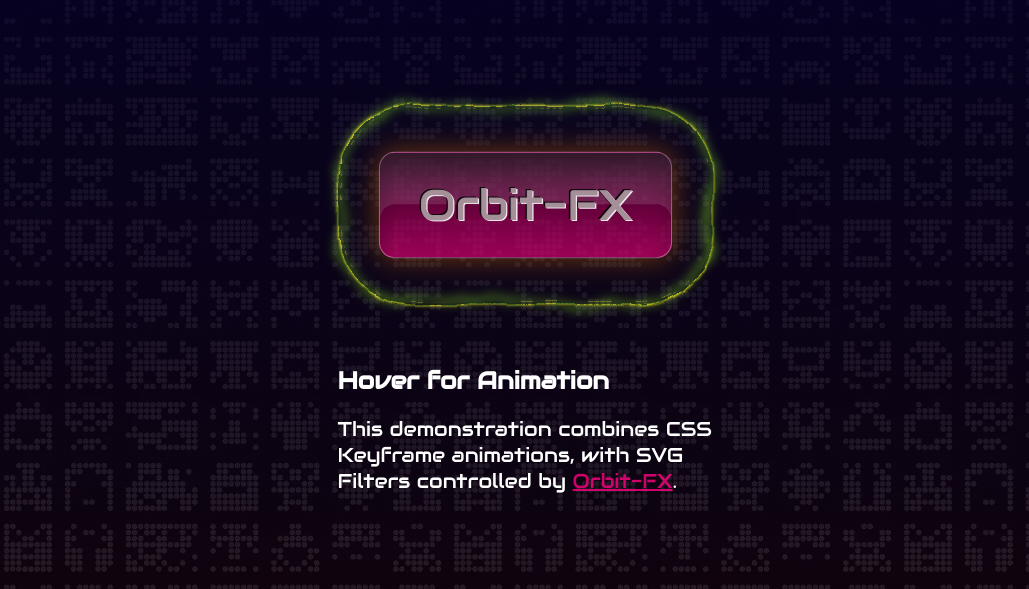 Orbit-FX
Hover for Animation
This demonstration combines CSS
Keyframe animations, with SVG
Filters controlled by Orbit-FX.